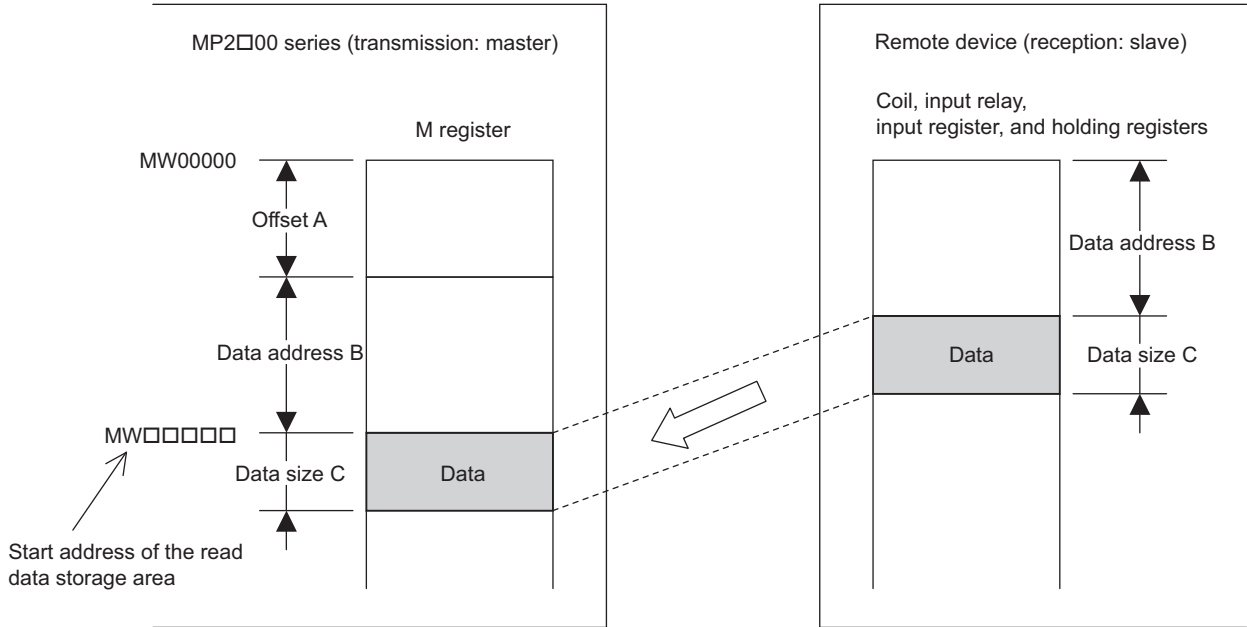 MP2□00 series (transmission: master)
M register
MW00000
Offset A
Data address B
MW□□□□□
Data size C
Data
Start address of the read
data storage area
Remote device (reception: slave)
Coil, input relay,
input register, and holding registers
Data address B
Data
Data size C